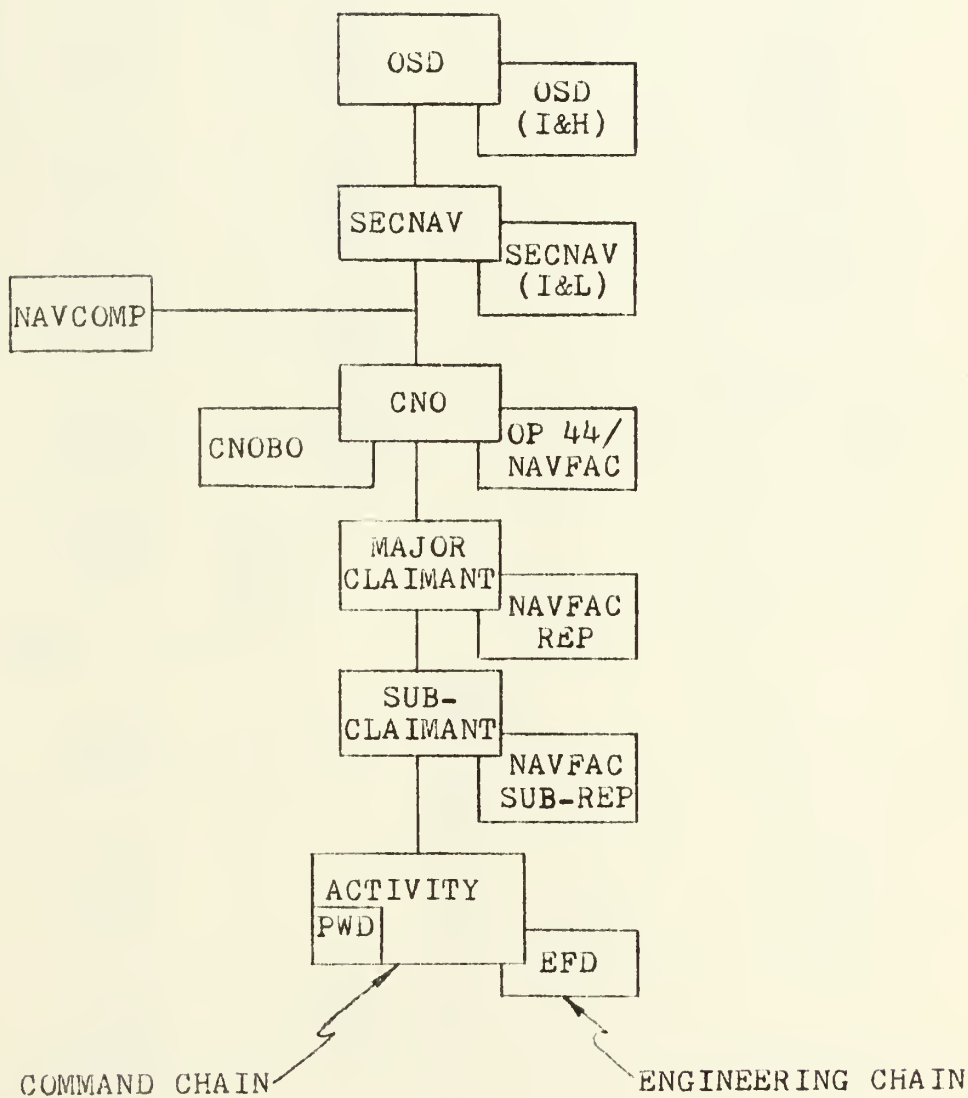 OSD
OSD
(I&H)
SECNAV
SECNAV
(I&L)
NAVCOMP
CNO
CNOBO
OP 44/
NAVFAC
MAJOR
CLAIMANT
NAVFAC
REP
SUB-
CLAIMANT
NAVFAC
SUB-REP
ACTIVITY
PWD
EFD
COMMAND CHAIN
ENGINEERING CHAIN